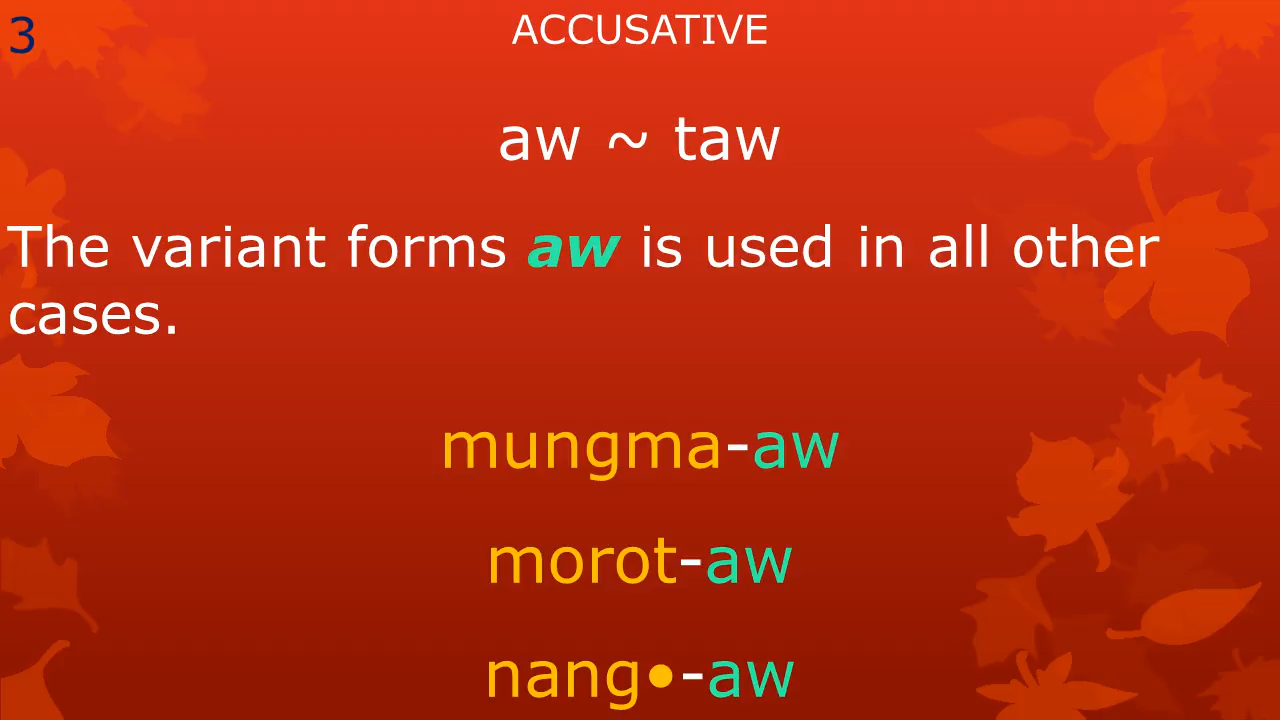 3
ACCUSATIVE
aw ~ taw
The variant forms aw is used in all other
cases.
mungma-aw
morot-aw
nang•-aw